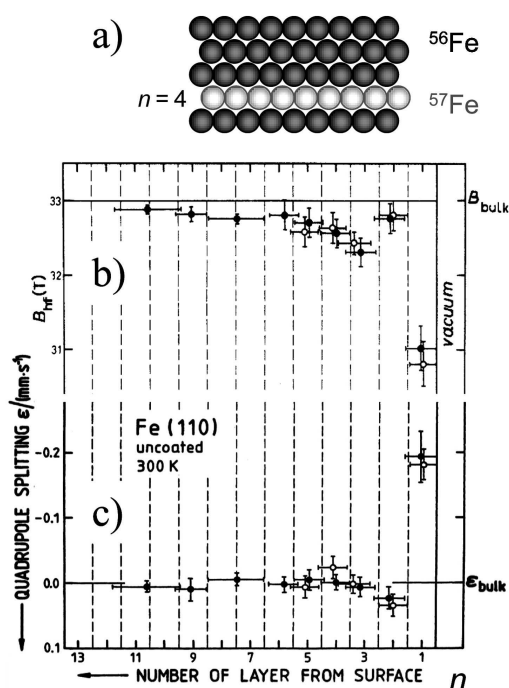 a)
⁵⁶Fe
n = 4
⁵⁷Fe
33
B_bulk
b)
B_hf(T)
32
vacuum
31
QUADRUPOLE SPLITTING ε/(mm·s⁻¹)
Fe (110)
uncoated
300 K
-0.2
-0.1
c)
0.0
ε_bulk
0.1
13 11 9 7 5 3 1
NUMBER OF LAYER FROM SURFACE
n